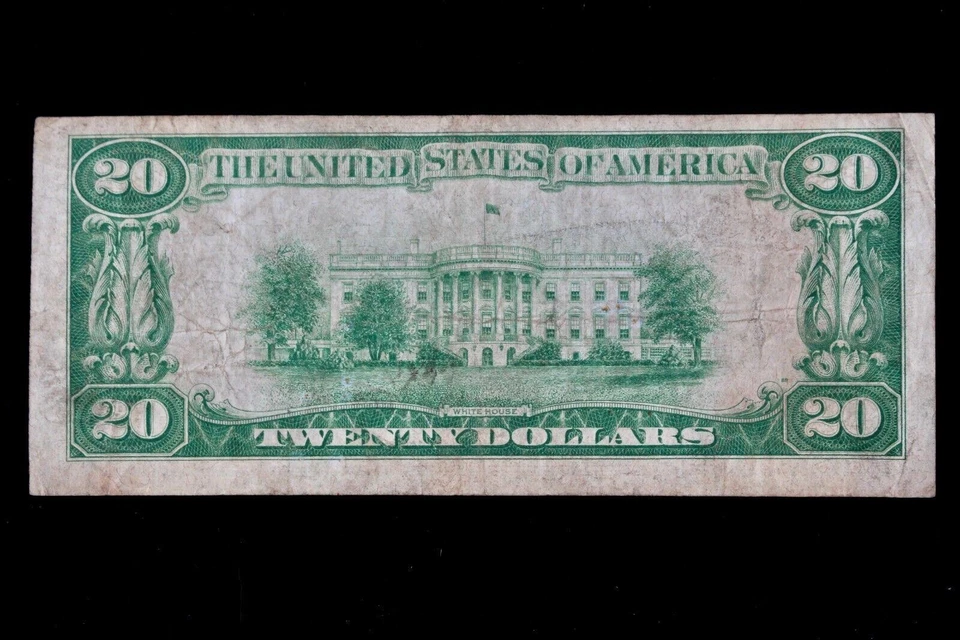 20 THE UNITED STATES OF AMERICA 20
WHITE HOUSE
20 TWENTY DOLLARS 20